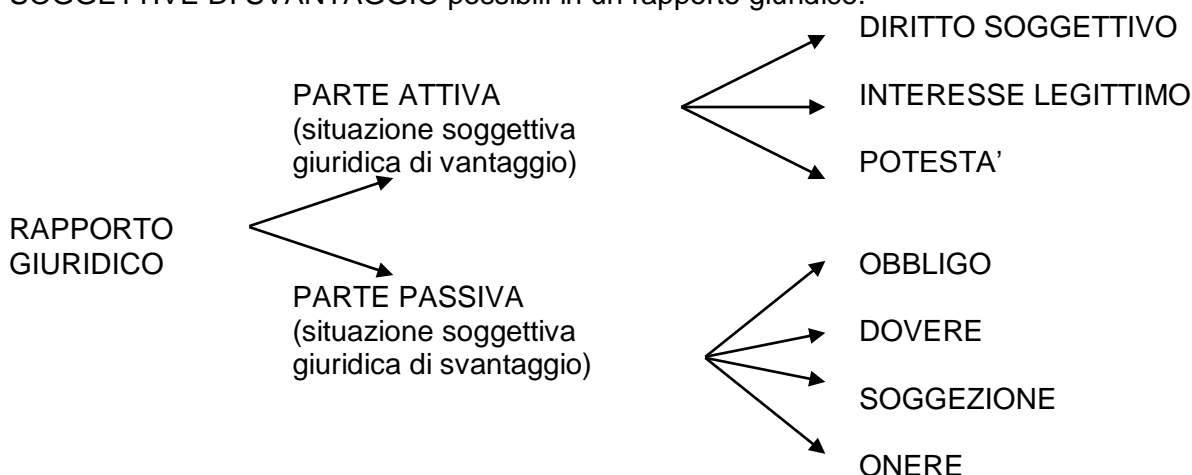 SOGGETTIVE DI SVANTAGGIO possibili in un rapporto giuridico:
DIRITTO SOGGETTIVO
PARTE ATTIVA
(situazione soggettiva
giuridica di vantaggio)
INTERESSE LEGITTIMO
POTESTA’
RAPPORTO
GIURIDICO
PARTE PASSIVA
(situazione soggettiva
giuridica di svantaggio)
OBBLIGO
DOVERE
SOGGEZIONE
ONERE